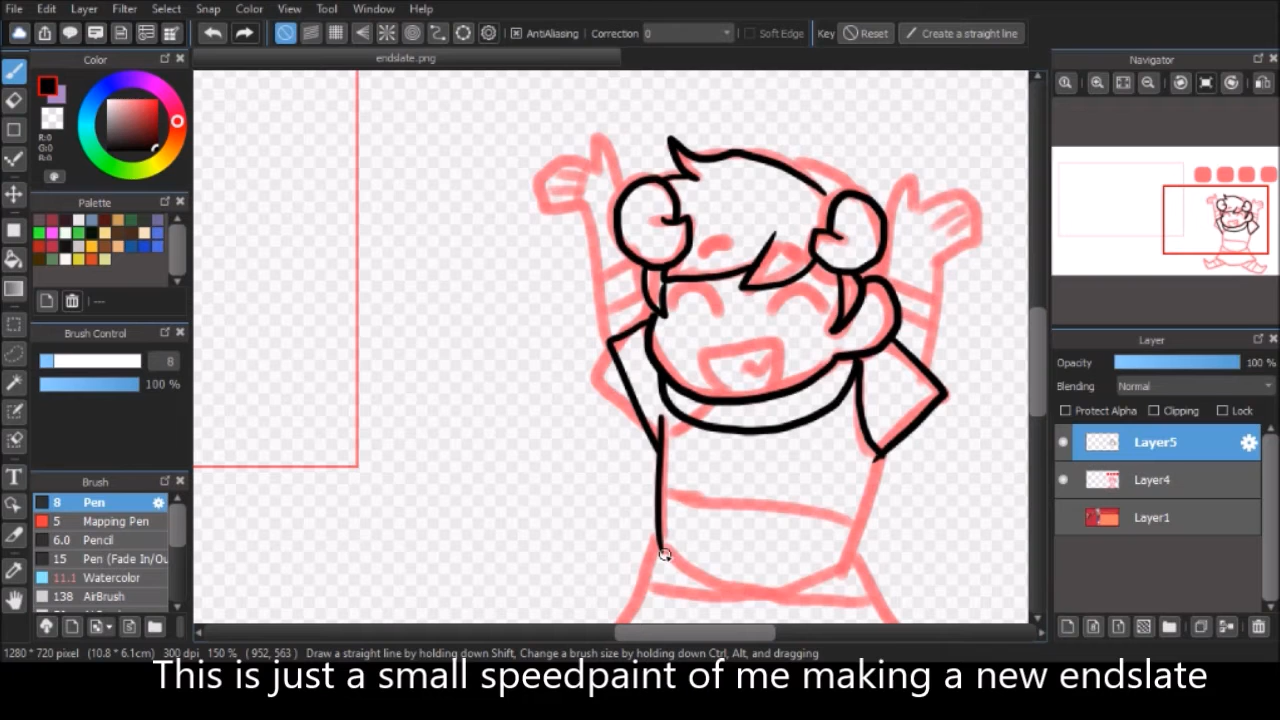 File Edit Layer Filter Select Snap Color View Tool Window Help
AntiAliasing Correction 0 Soft Edge Key Reset Create a straight line
endslate.png
Color
R:0
G:0
B:0
Palette
---
Brush Control
8
100 %
Brush
8 Pen
5 Mapping Pen
6.0 Pencil
15 Pen (Fade In/Ou
11.1 Watercolor
138 AirBrush
Navigator
Layer
Opacity 100 %
Blending Normal
Protect Alpha Clipping Lock
Layer5
Layer4
Layer1
1280 * 720 pixel (10.8 * 6.1cm) 300 dpi 150 % ( 952, 563) Draw a straight line by holding down Shift, Change a brush size by holding down Ctrl, Alt, and dragging
This is just a small speedpaint of me making a new endslate